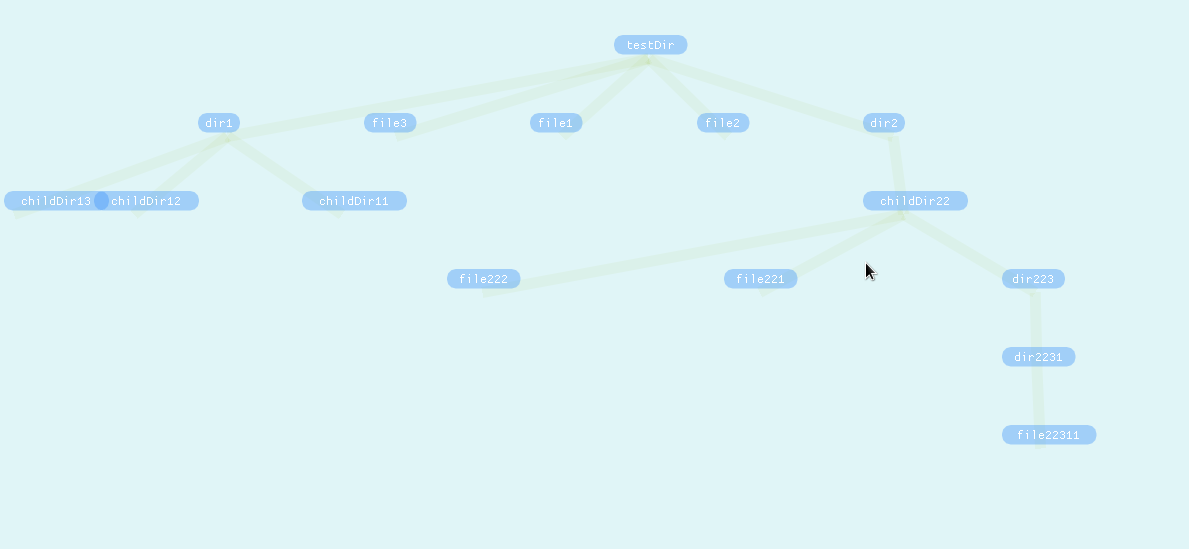 testDir
dir1 file3 file1 file2 dir2
childDir13 childDir12 childDir11 childDir22
file222 file221 dir223
dir2231
file22311